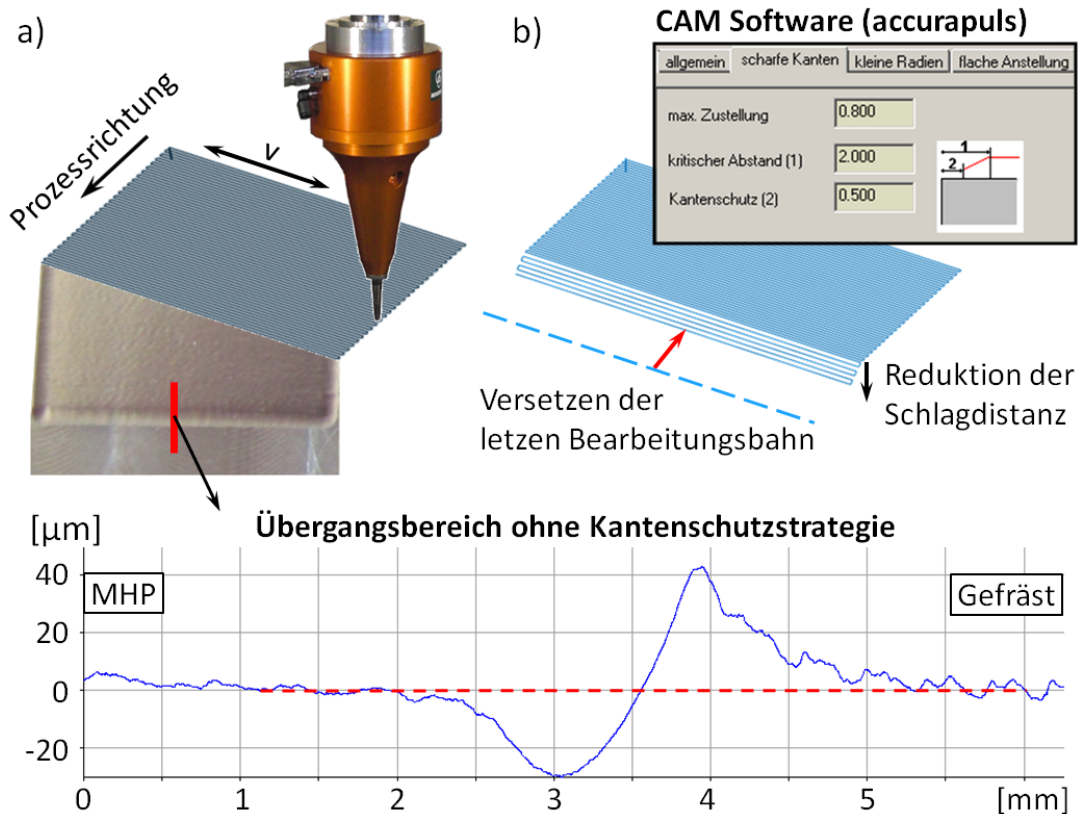 a)
Prozessrichtung
v
b)
CAM Software (accurapuls)
allgemein scharfe Kanten kleine Radien flache Anstellung
max. Zustellung 0.800
kritischer Abstand (1) 2.000
Kantenschutz (2) 0.500
1
2
Versetzen der
letzen Bearbeitungsbahn
Reduktion der
Schlagdistanz
Übergangsbereich ohne Kantenschutzstrategie
[µm]
40
20
0
-20
MHP
Gefräst
0 1 2 3 4 5 [mm]